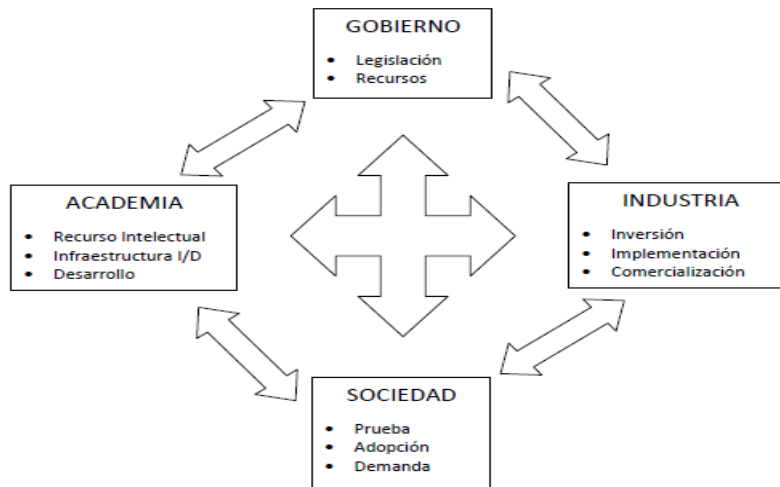 GOBIERNO
• Legislación
• Recursos
ACADEMIA
• Recurso Intelectual
• Infraestructura I/D
• Desarrollo
INDUSTRIA
• Inversión
• Implementación
• Comercialización
SOCIEDAD
• Prueba
• Adopción
• Demanda